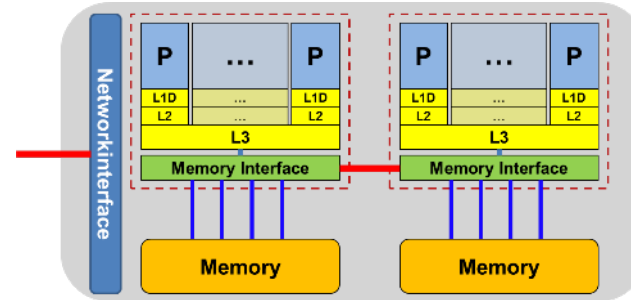 Networkinterface
P ... P
L1D ... L1D
L2 ... L2
L3
Memory Interface
Memory
P ... P
L1D ... L1D
L2 ... L2
L3
Memory Interface
Memory